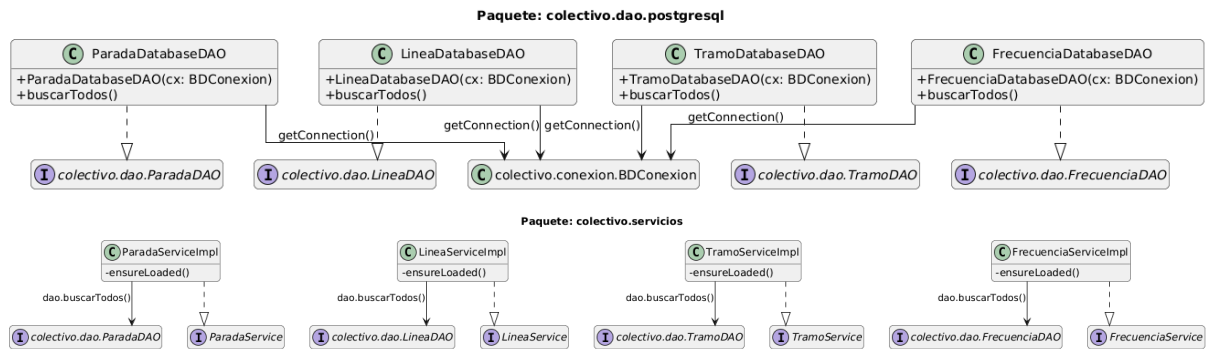 Paquete: colectivo.dao.postgresql
C ParadaDatabaseDAO
+ParadaDatabaseDAO(cx: BDConexion)
+buscarTodos()
C LineaDatabaseDAO
+LineaDatabaseDAO(cx: BDConexion)
+buscarTodos()
C TramoDatabaseDAO
+TramoDatabaseDAO(cx: BDConexion)
+buscarTodos()
C FrecuenciaDatabaseDAO
+FrecuenciaDatabaseDAO(cx: BDConexion)
+buscarTodos()
getConnection()
getConnection()
getConnection()
getConnection()
I colectivo.dao.ParadaDAO
I colectivo.dao.LineaDAO
C colectivo.conexion.BDConexion
I colectivo.dao.TramoDAO
I colectivo.dao.FrecuenciaDAO
Paquete: colectivo.servicios
C ParadaServiceImpl
-ensureLoaded()
C LineaServiceImpl
-ensureLoaded()
C TramoServiceImpl
-ensureLoaded()
C FrecuenciaServiceImpl
-ensureLoaded()
dao.buscarTodos()
dao.buscarTodos()
dao.buscarTodos()
dao.buscarTodos()
I colectivo.dao.ParadaDAO
I ParadaService
I colectivo.dao.LineaDAO
I LineaService
I colectivo.dao.TramoDAO
I TramoService
I colectivo.dao.FrecuenciaDAO
I FrecuenciaService